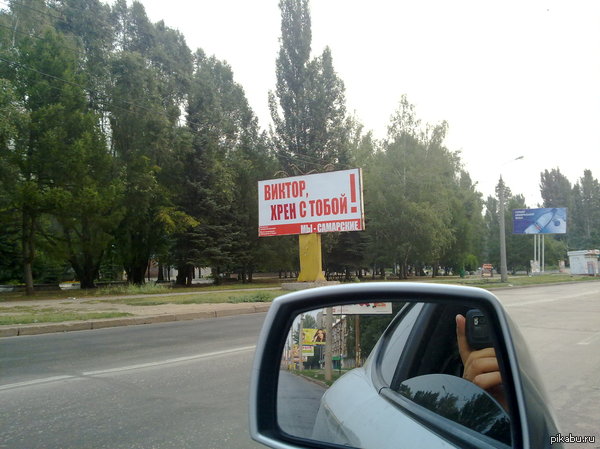 ВИКТОР,
ХРЕН С ТОБОЙ!
МЫ - САМАРСКИЕ
pikabu.ru